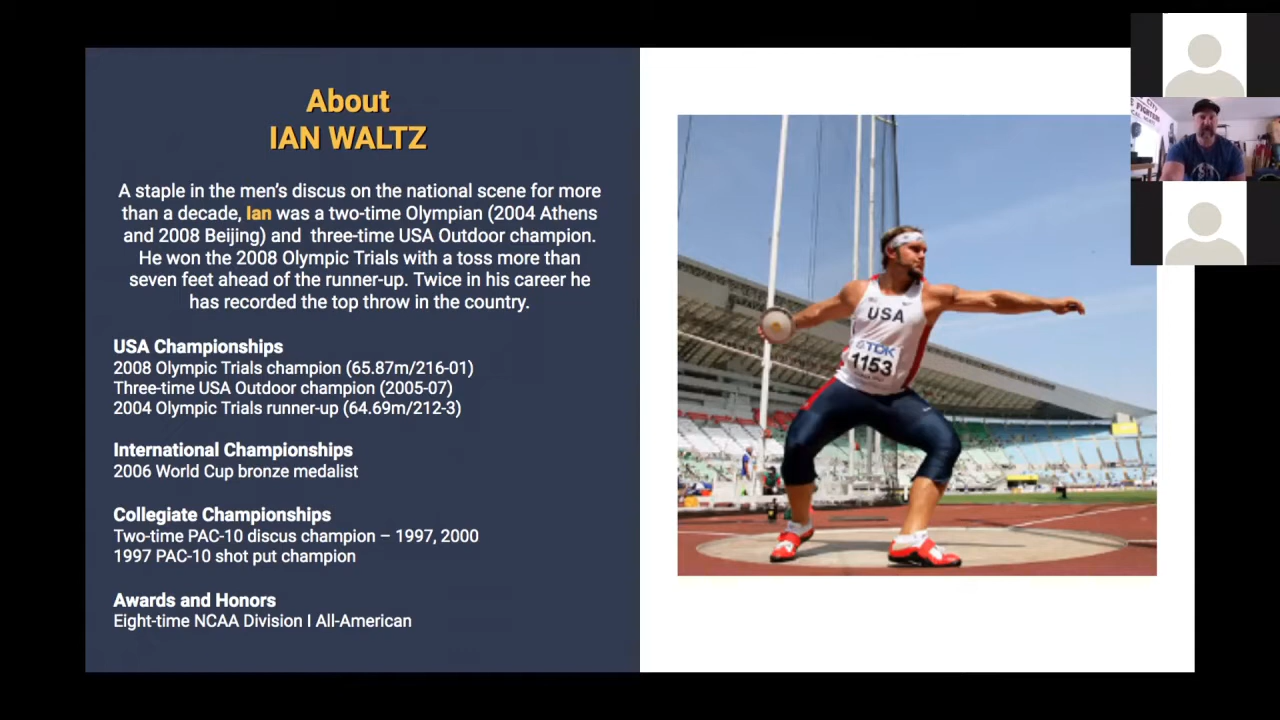 About
IAN WALTZ
A staple in the men's discus on the national scene for more
than a decade, Ian was a two-time Olympian (2004 Athens
and 2008 Beijing) and three-time USA Outdoor champion.
He won the 2008 Olympic Trials with a toss more than
seven feet ahead of the runner-up. Twice in his career he
has recorded the top throw in the country.
USA Championships
2008 Olympic Trials champion (65.87m/216-01)
Three-time USA Outdoor champion (2005-07)
2004 Olympic Trials runner-up (64.69m/212-3)
International Championships
2006 World Cup bronze medalist
Collegiate Championships
Two-time PAC-10 discus champion – 1997, 2000
1997 PAC-10 shot put champion
Awards and Honors
Eight-time NCAA Division I All-American
USA
TDK
1153
CITY
E FIGHTER